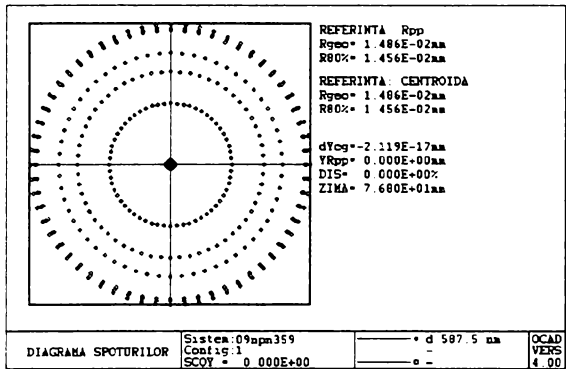 REFERINTA Rpp
Rgeo= 1.486E-02mm
R80%= 1.456E-02mm
REFERINTA: CENTROIDA
Rgeo= 1.486E-02mm
R80%= 1 456E-02mm
dYcg=-2.119E-17mm
YRpp= 0.000E+00mm
DIS= 0.000E+00%
ZIMA= 7.680E+01mm
DIAGRAMA SPOTURILOR
Sistem:09npn359
Config:1
SCOY = 0 000E+00
d 587.5 nm
-
-
OCAD
VERS
4.00